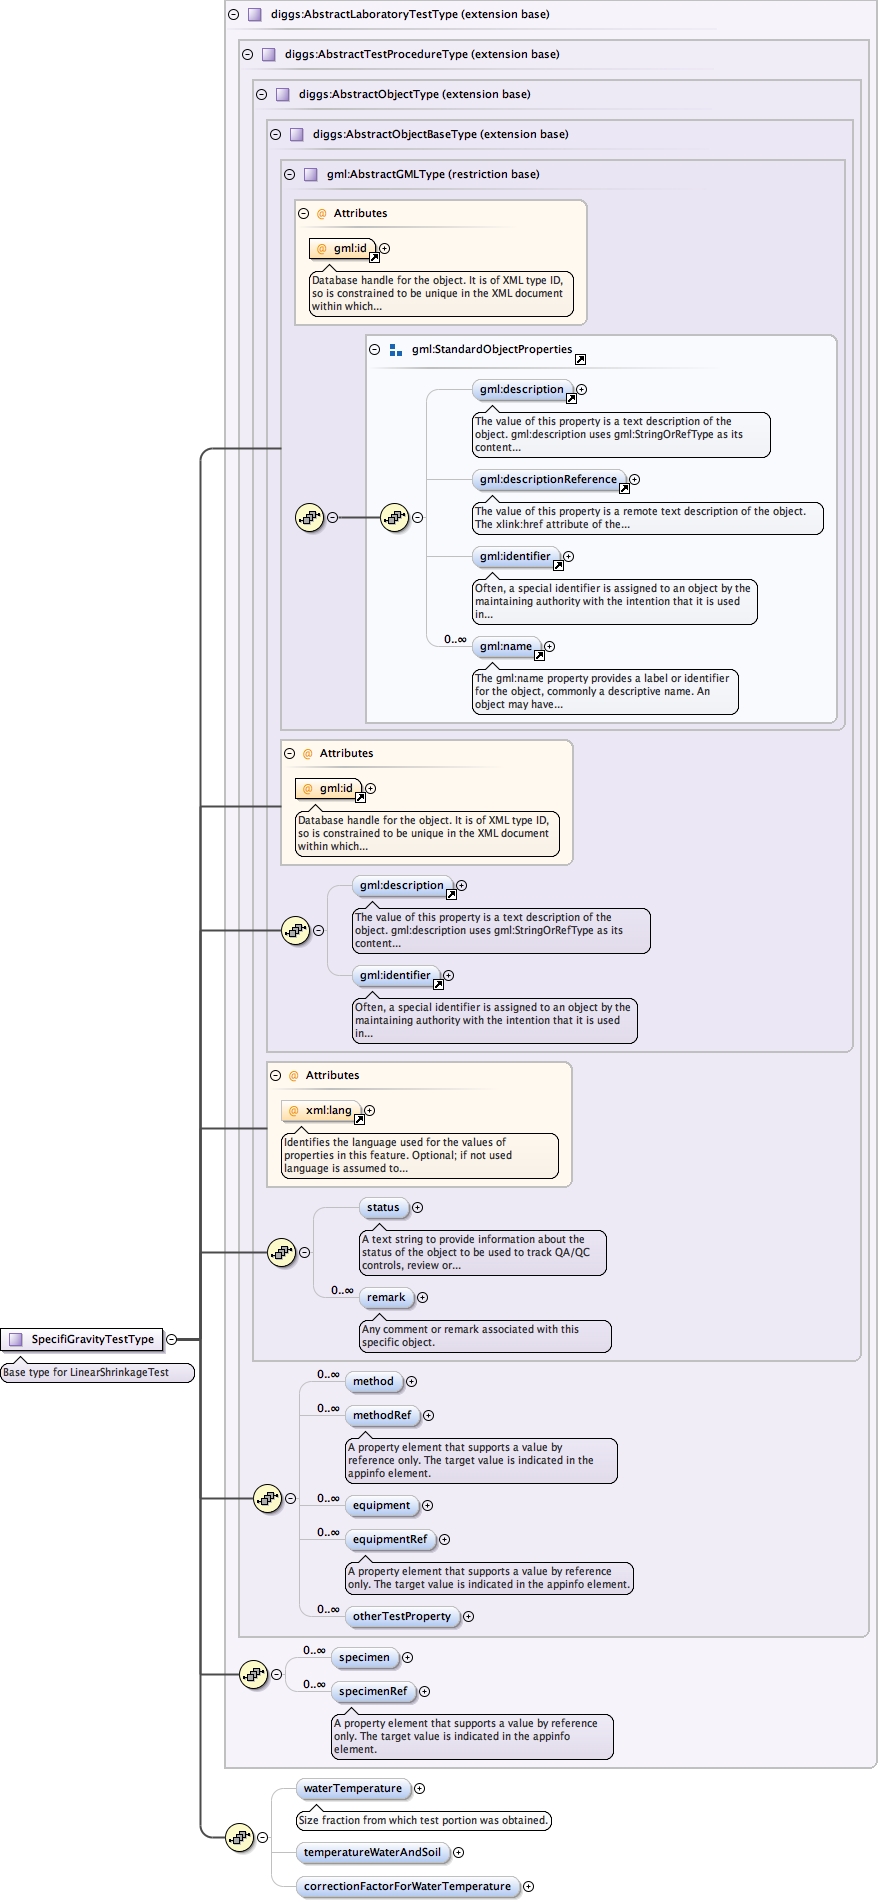 diggs:AbstractLaboratoryTestType (extension base)
diggs:AbstractTestProcedureType (extension base)
diggs:AbstractObjectType (extension base)
diggs:AbstractObjectBaseType (extension base)
gml:AbstractGMLType (restriction base)
@ Attributes
@ gml:id
Database handle for the object. It is of XML type ID,
so is constrained to be unique in the XML document
within which...
gml:StandardObjectProperties
gml:description
The value of this property is a text description of the
object. gml:description uses gml:StringOrRefType as its
content...
gml:descriptionReference
The value of this property is a remote text description of the object.
The xlink:href attribute of the...
gml:identifier
Often, a special identifier is assigned to an object by the
maintaining authority with the intention that it is used
in...
0..∞
gml:name
The gml:name property provides a label or identifier
for the object, commonly a descriptive name. An
object may have...
@ Attributes
@ gml:id
Database handle for the object. It is of XML type ID,
so is constrained to be unique in the XML document
within which...
gml:description
The value of this property is a text description of the
object. gml:description uses gml:StringOrRefType as its
content...
gml:identifier
Often, a special identifier is assigned to an object by the
maintaining authority with the intention that it is used
in...
@ Attributes
@ xml:lang
Identifies the language used for the values of
properties in this feature. Optional; if not used
language is assumed to...
status
A text string to provide information about the
status of the object to be used to track QA/QC
controls, review or...
0..∞
remark
Any comment or remark associated with this
specific object.
SpecifiGravityTestType
Base type for LinearShrinkageTest
0..∞
method
0..∞
methodRef
A property element that supports a value by
reference only. The target value is indicated in the
appinfo element.
0..∞
equipment
0..∞
equipmentRef
A property element that supports a value by reference
only. The target value is indicated in the appinfo element.
0..∞
otherTestProperty
0..∞
specimen
0..∞
specimenRef
A property element that supports a value by reference
only. The target value is indicated in the appinfo
element.
waterTemperature
Size fraction from which test portion was obtained.
temperatureWaterAndSoil
correctionFactorForWaterTemperature